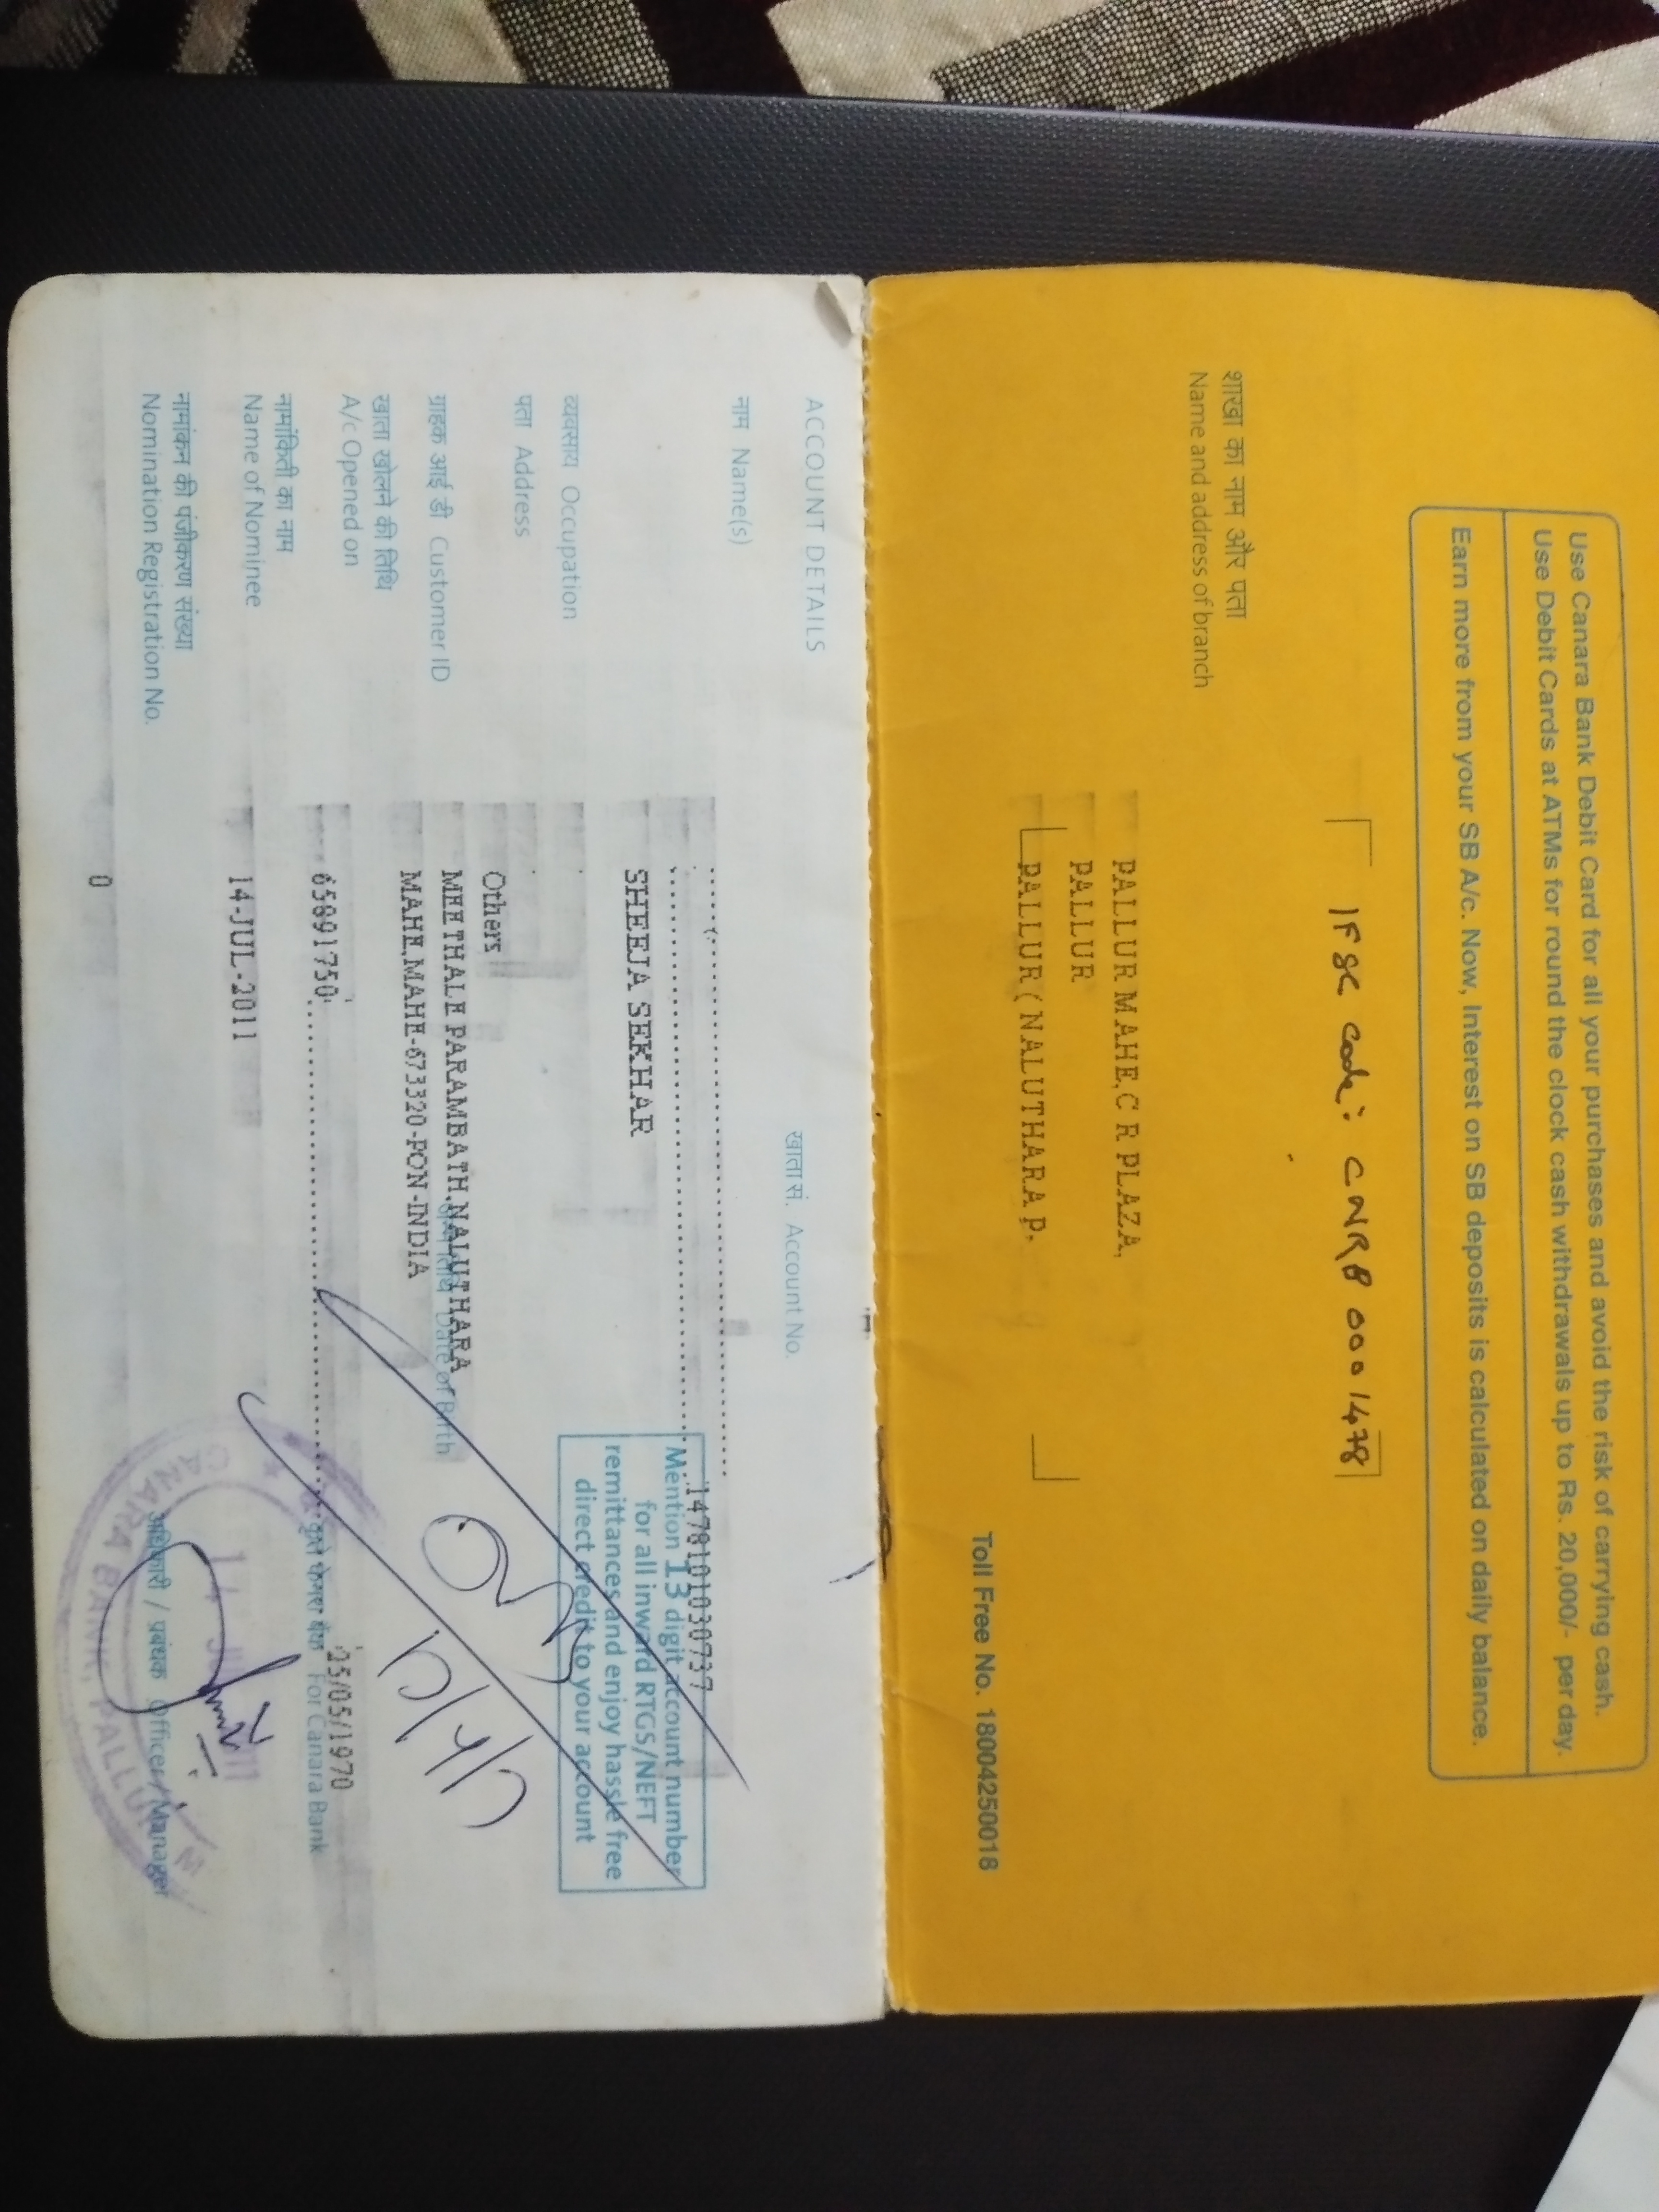 Use Canara Bank Debit Card for all your purchases and avoid the risk of carrying cash.
Use Debit Cards at ATMs for round the clock cash withdrawals up to Rs. 20,000/- per day.
Earn more from your SB A/c. Now, Interest on SB deposits is calculated on daily balance.
IFSC code: CNRB 0001478
शाखा का नाम और पता
Name and address of branch
PALLUR MAHE, C R PLAZA,
PALLUR
PALLUR ( NALUTHARA P.
Toll Free No. 18004250018
ACCOUNT DETAILS
खाता सं. Account No.
नाम Name(s)
147810103073?
SHEEJA SEKHAR
Mention 13 digit account number
for all inward RTGS/NEFT
remittances and enjoy hassle free
direct credit to your account
व्यवसाय Occupation
Others
पता Address
MEETHALE PARAMBATH, NALUTHARA
MAHE,MAHE-673320-PON-INDIA
ग्राहक आई डी Customer ID
65891750
जन्म तिथि Date of Birth
25/05/1970
खाता खोलने की तिथि
A/c Opened on
14-JUL-2011
नामांकिती का नाम
Name of Nominee
कृते केनरा बैंक For Canara Bank
नामांकन की पंजीकरण संख्या
Nomination Registration No.
0
अधिकारी / प्रबंधक Officer/Manager
CANARA BANK, PALLUR